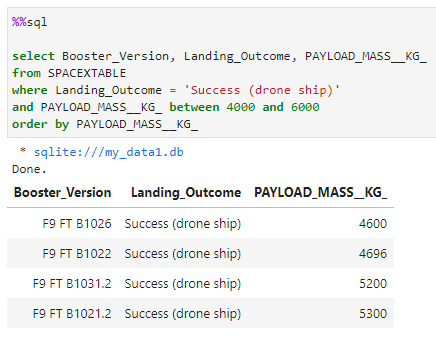 %%sql
select Booster_Version, Landing_Outcome, PAYLOAD_MASS__KG_
from SPACEXTABLE
where Landing_Outcome = 'Success (drone ship)'
and PAYLOAD_MASS__KG_ between 4000 and 6000
order by PAYLOAD_MASS__KG_
* sqlite:///my_data1.db
Done.
Booster_Version Landing_Outcome PAYLOAD_MASS__KG_
F9 FT B1026 Success (drone ship) 4600
F9 FT B1022 Success (drone ship) 4696
F9 FT B1031.2 Success (drone ship) 5200
F9 FT B1021.2 Success (drone ship) 5300